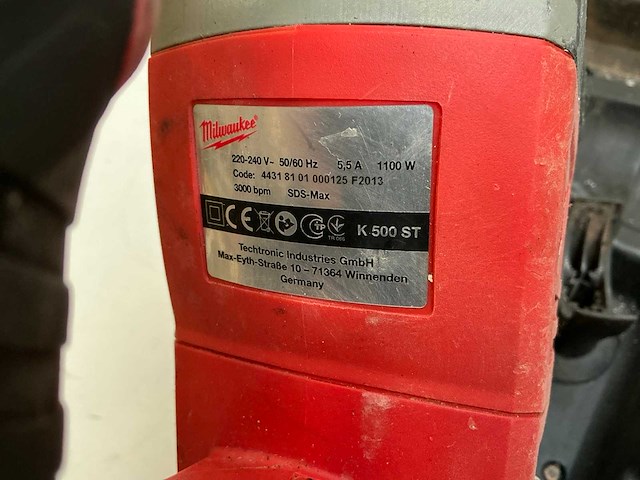 Milwaukee
220-240 V~ 50/60 Hz 5,5 A 1100 W
Code: 4431 81 01 000125 F2013
3000 bpm SDS-Max
K 500 ST
Techtronic Industries GmbH
Max-Eyth-Straße 10 – 71364 Winnenden
Germany